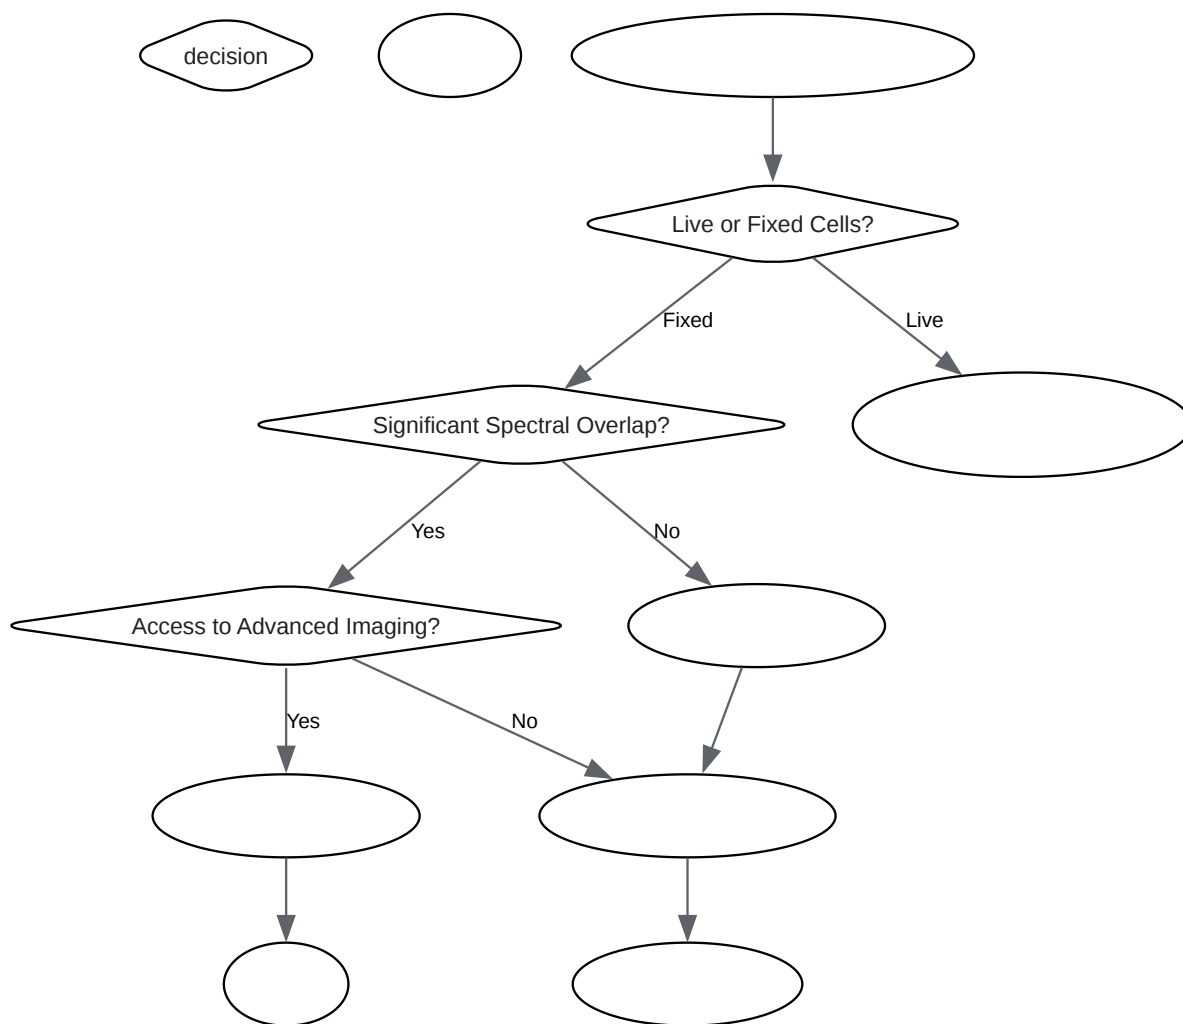 decision
Live or Fixed Cells?
Fixed
Live
Significant Spectral Overlap?
Yes
No
Access to Advanced Imaging?
Yes
No